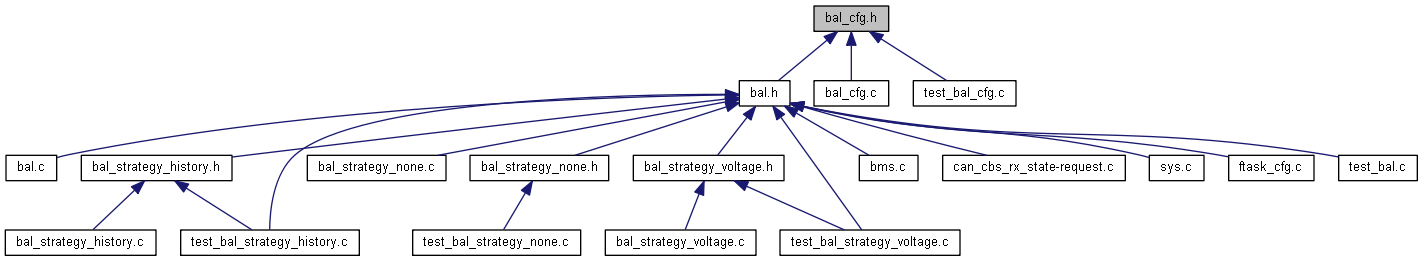 bal_cfg.h
bal.h
bal_cfg.c
test_bal_cfg.c
bal.c
bal_strategy_history.h
bal_strategy_none.c
bal_strategy_none.h
bal_strategy_voltage.h
bms.c
can_cbs_rx_state-request.c
sys.c
ftask_cfg.c
test_bal.c
bal_strategy_history.c
test_bal_strategy_history.c
test_bal_strategy_none.c
bal_strategy_voltage.c
test_bal_strategy_voltage.c